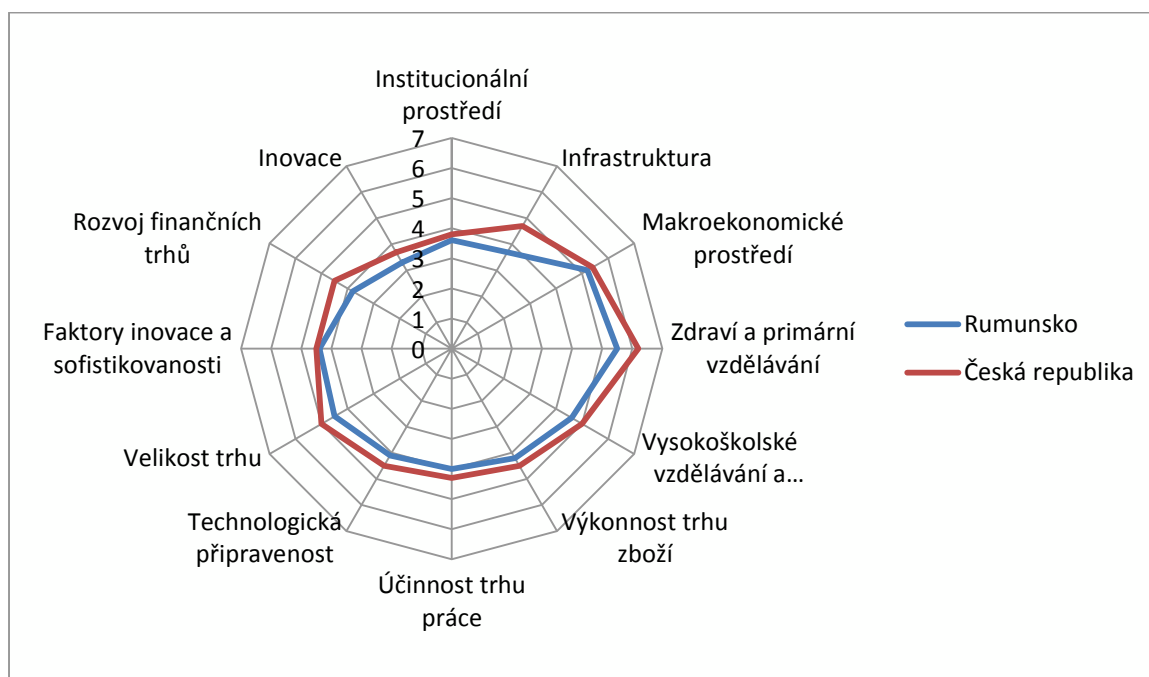 Institucionální
prostředí
Infrastruktura
Makroekonomické
prostředí
Zdraví a primární
vzdělávání
Vysokoškolské
vzdělávání a…
Výkonnost trhu
zboží
Účinnost trhu
práce
Technologická
připravenost
Velikost trhu
Faktory inovace a
sofistikovanosti
Rozvoj finančních
trhů
Inovace
7
6
5
4
3
2
1
0
Rumunsko
Česká republika